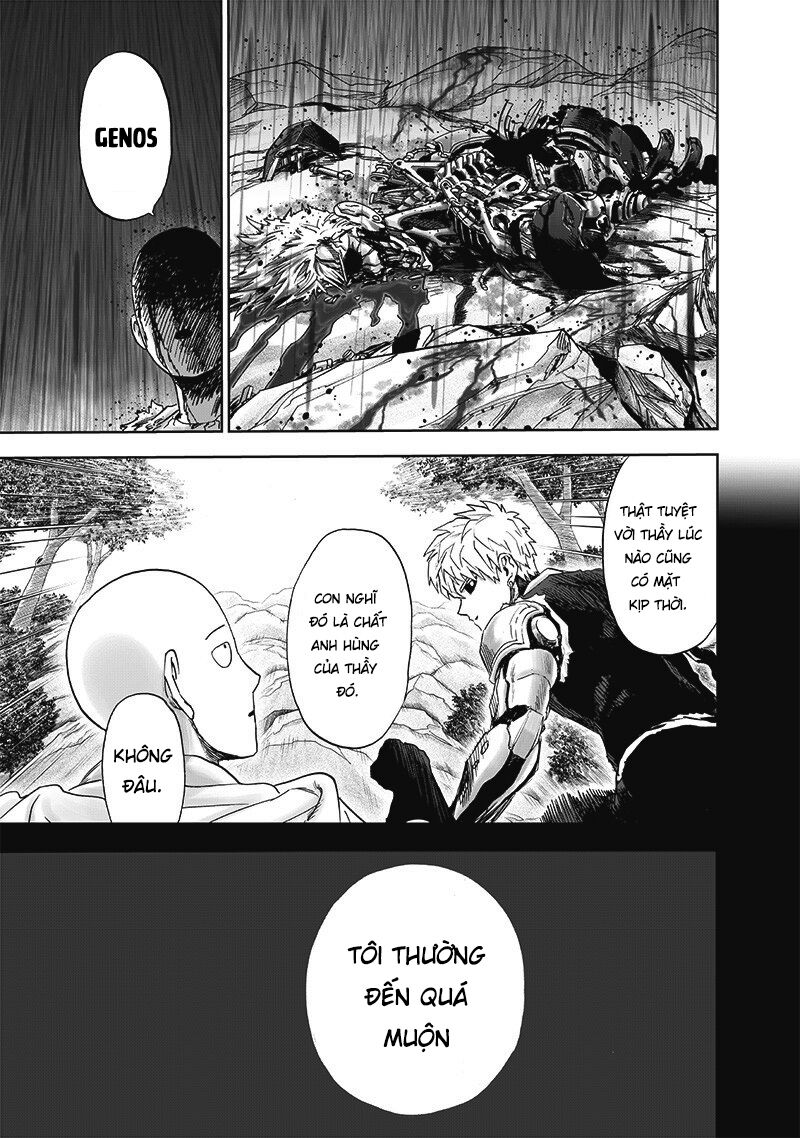 GENOS
THẬT TUYỆT
VỜI THẦY LÚC
NÀO CŨNG
CÓ MẶT
KỊP THỜI.
CON NGHĨ
ĐÓ LÀ CHẤT
ANH HÙNG
CỦA THẦY
ĐÓ.
KHÔNG
ĐÂU.
TÔI THƯỜNG
ĐẾN QUÁ
MUỘN